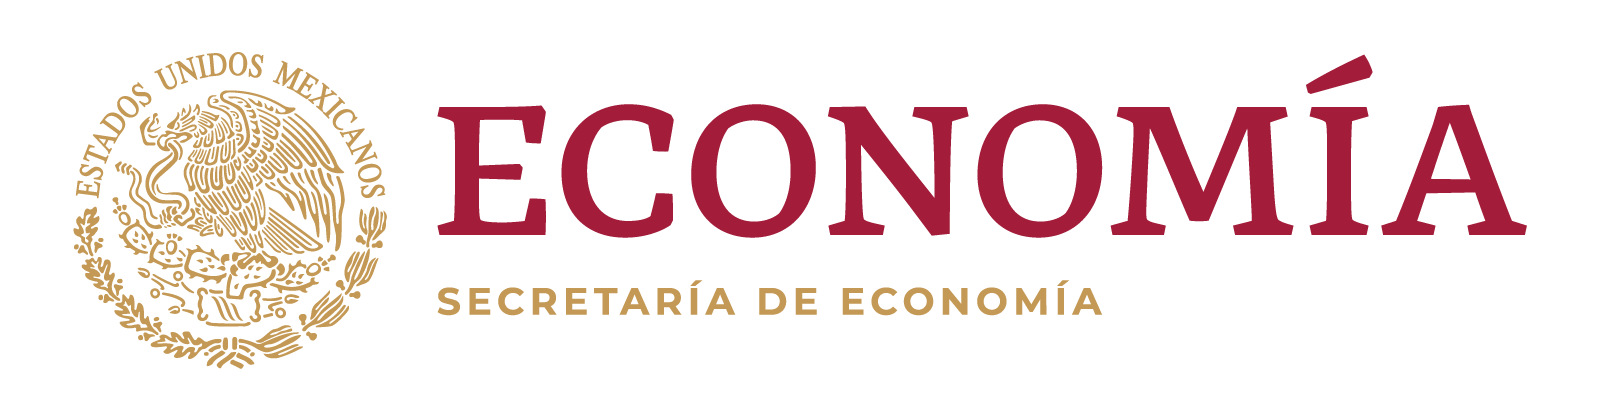 ESTADOS UNIDOS MEXICANOS
ECONOMÍA
SECRETARÍA DE ECONOMÍA